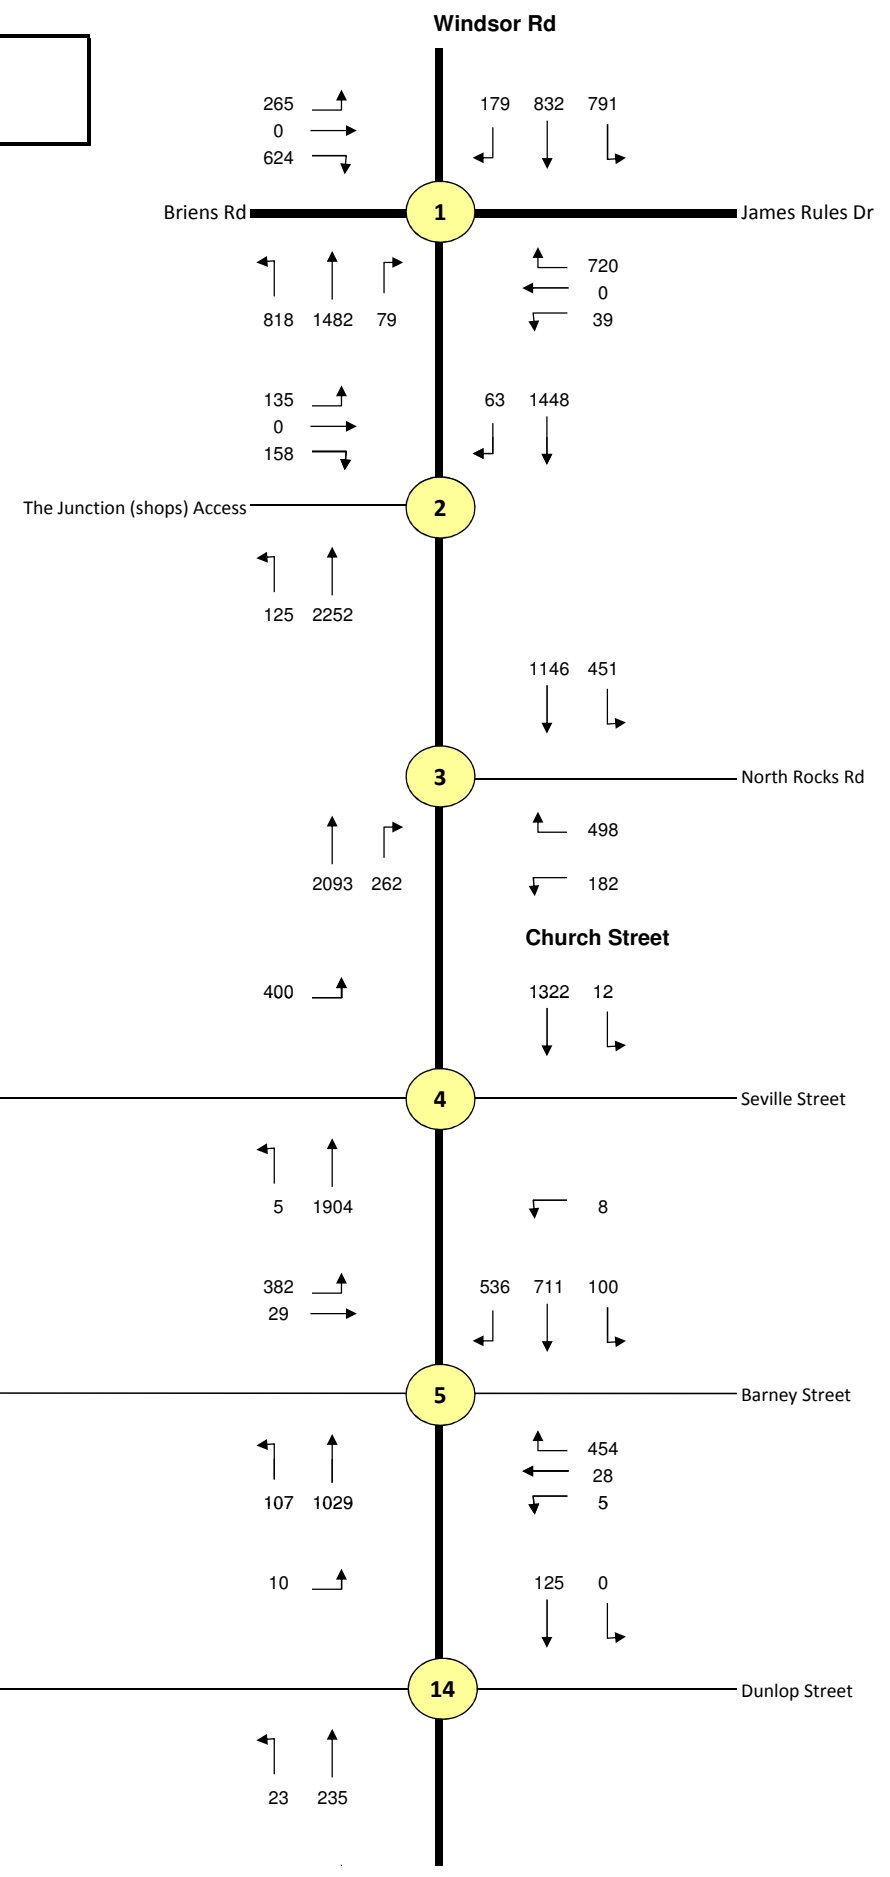 Windsor Rd
265 179 832 791
0
624
Briens Rd 1 James Rules Dr
720
0
818 1482 79 39
135 63 1448
0
158
The Junction (shops) Access 2
125 2252
1146 451
3 North Rocks Rd
498
2093 262 182
Church Street
400 1322 12
4 Seville Street
5 1904 8
382 536 711 100
29
5 Barney Street
454
28
107 1029 5
10 125 0
14 Dunlop Street
23 235